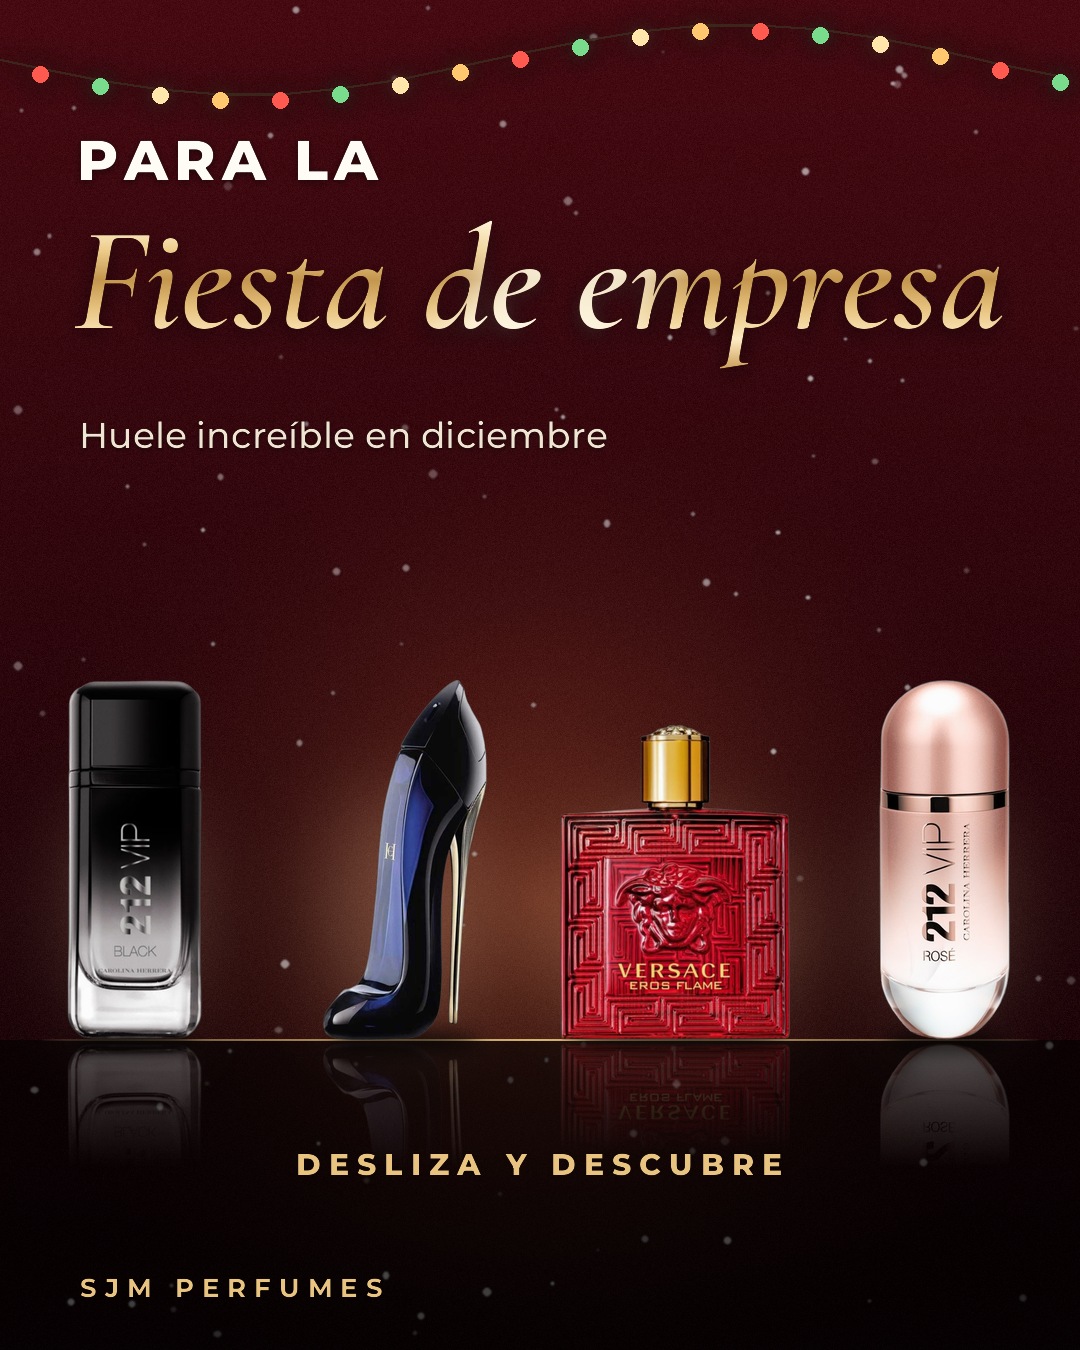 PARA LA
Fiesta de empresa
Huele increíble en diciembre
212 VIP
BLACK
CAROLINA HERRERA
VERSACE
EROS FLAME
212 VIP
ROSÉ
CAROLINA HERRERA
DESLIZA Y DESCUBRE
SJM PERFUMES